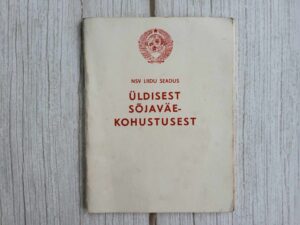 NSV LIIDU SEADUS
ÜLDISEST
SÕJAVÄE-
KOHUSTUSEST